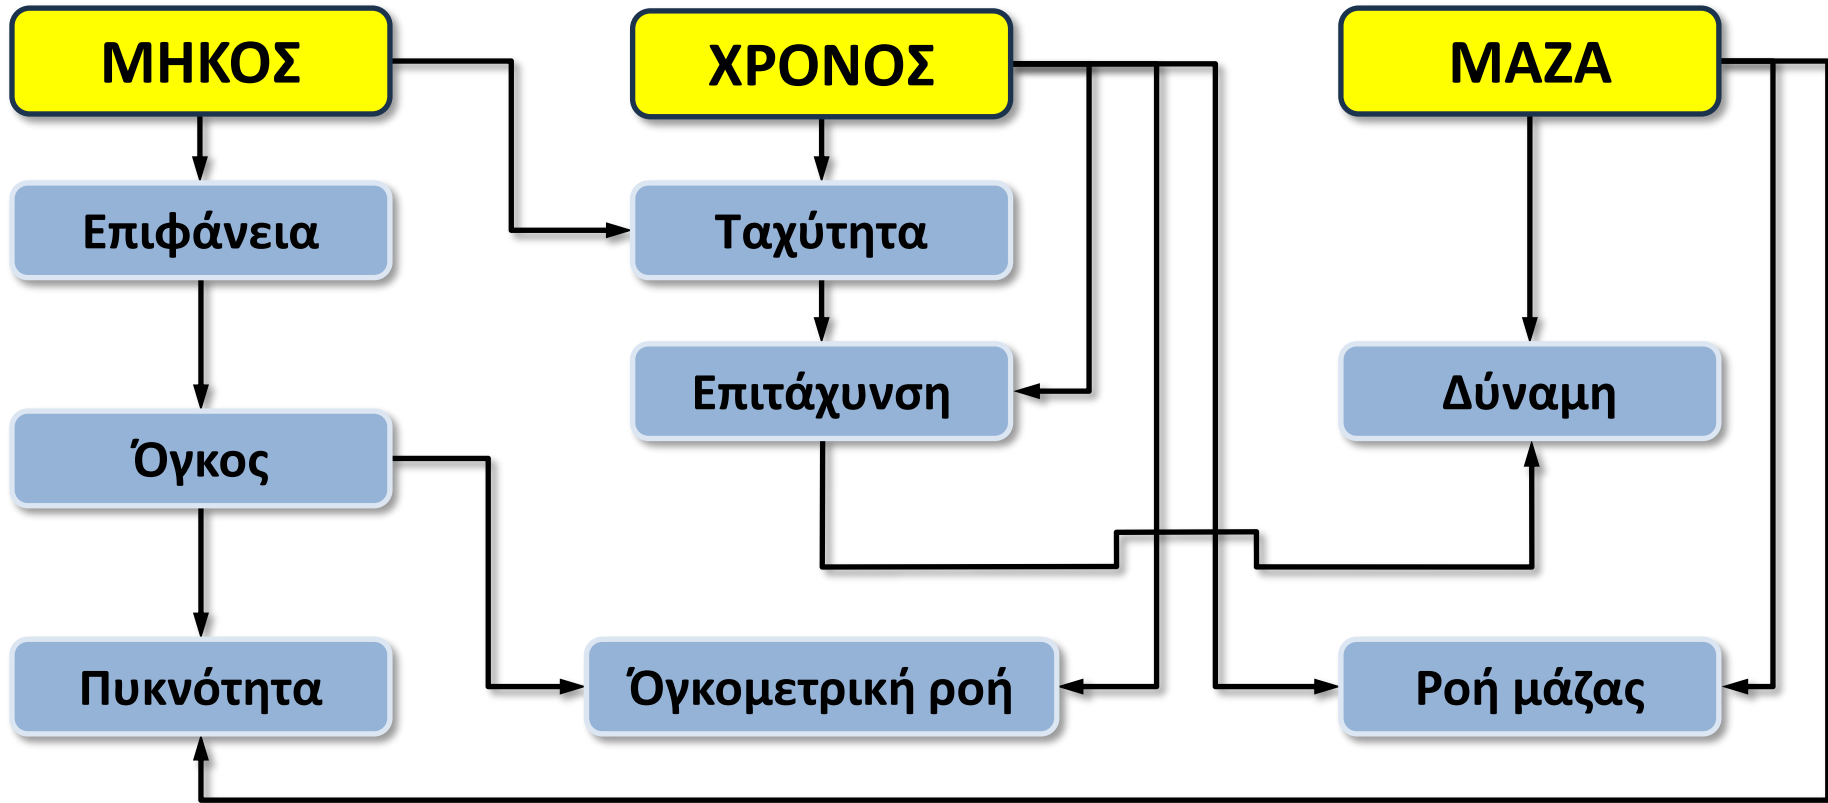 ΜΗΚΟΣ
ΧΡΟΝΟΣ
ΜΑΖΑ
Επιφάνεια
Ταχύτητα
Επιτάχυνση
Δύναμη
Όγκος
Πυκνότητα
Όγκομετρική ροή
Ροή μάζας